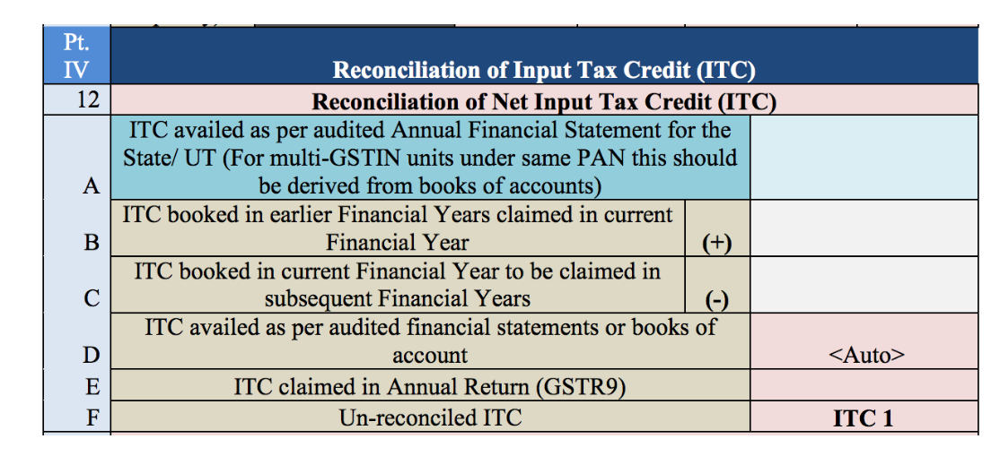 Pt.
IV
Reconciliation of Input Tax Credit (ITC)
12
Reconciliation of Net Input Tax Credit (ITC)
ITC availed as per audited Annual Financial Statement for the
State/ UT (For multi-GSTIN units under same PAN this should
A be derived from books of accounts)
ITC booked in earlier Financial Years claimed in current
B Financial Year (+)
ITC booked in current Financial Year to be claimed in
C subsequent Financial Years (-)
ITC availed as per audited financial statements or books of
D account <Auto>
E ITC claimed in Annual Return (GSTR9)
F Un-reconciled ITC ITC 1